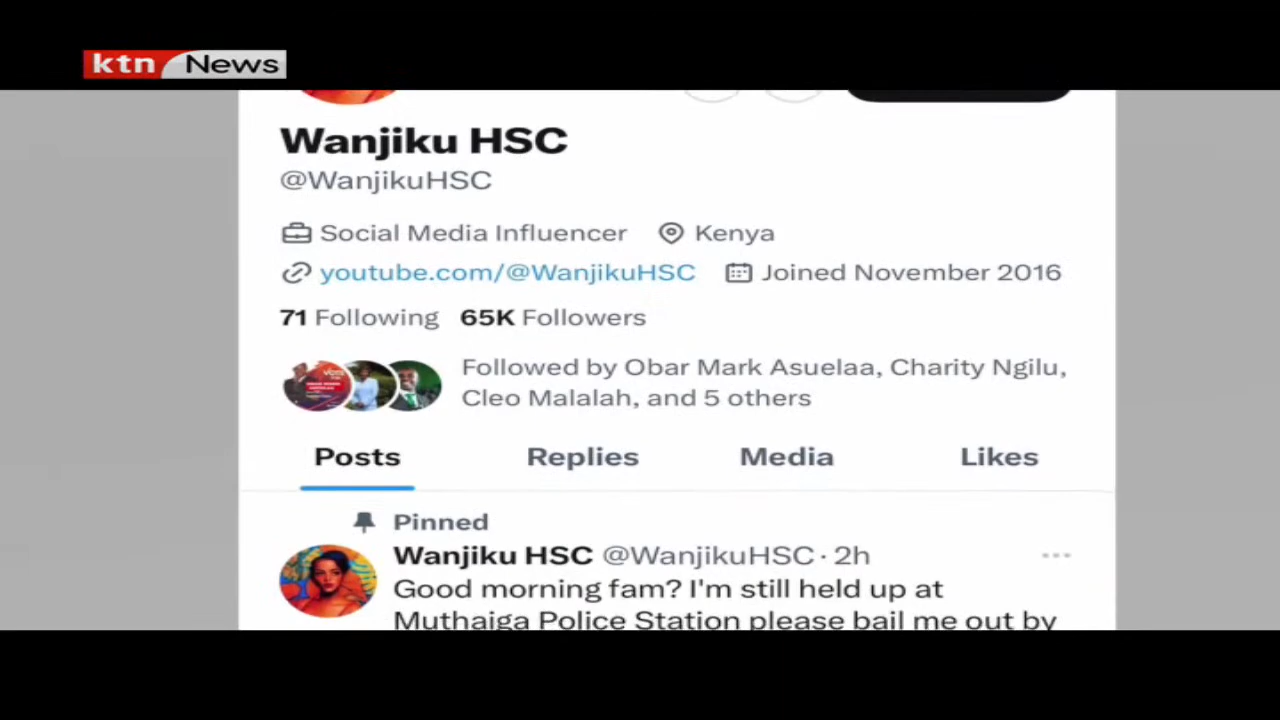 ktn News
Wanjiku HSC
@WanjikuHSC
Social Media Influencer Kenya
youtube.com/@WanjikuHSC Joined November 2016
71 Following 65K Followers
Followed by Obar Mark Asuelaa, Charity Ngilu,
Cleo Malalah, and 5 others
Posts Replies Media Likes
Pinned
Wanjiku HSC @WanjikuHSC · 2h
Good morning fam? I'm still held up at
Muthaiga Police Station please bail me out by